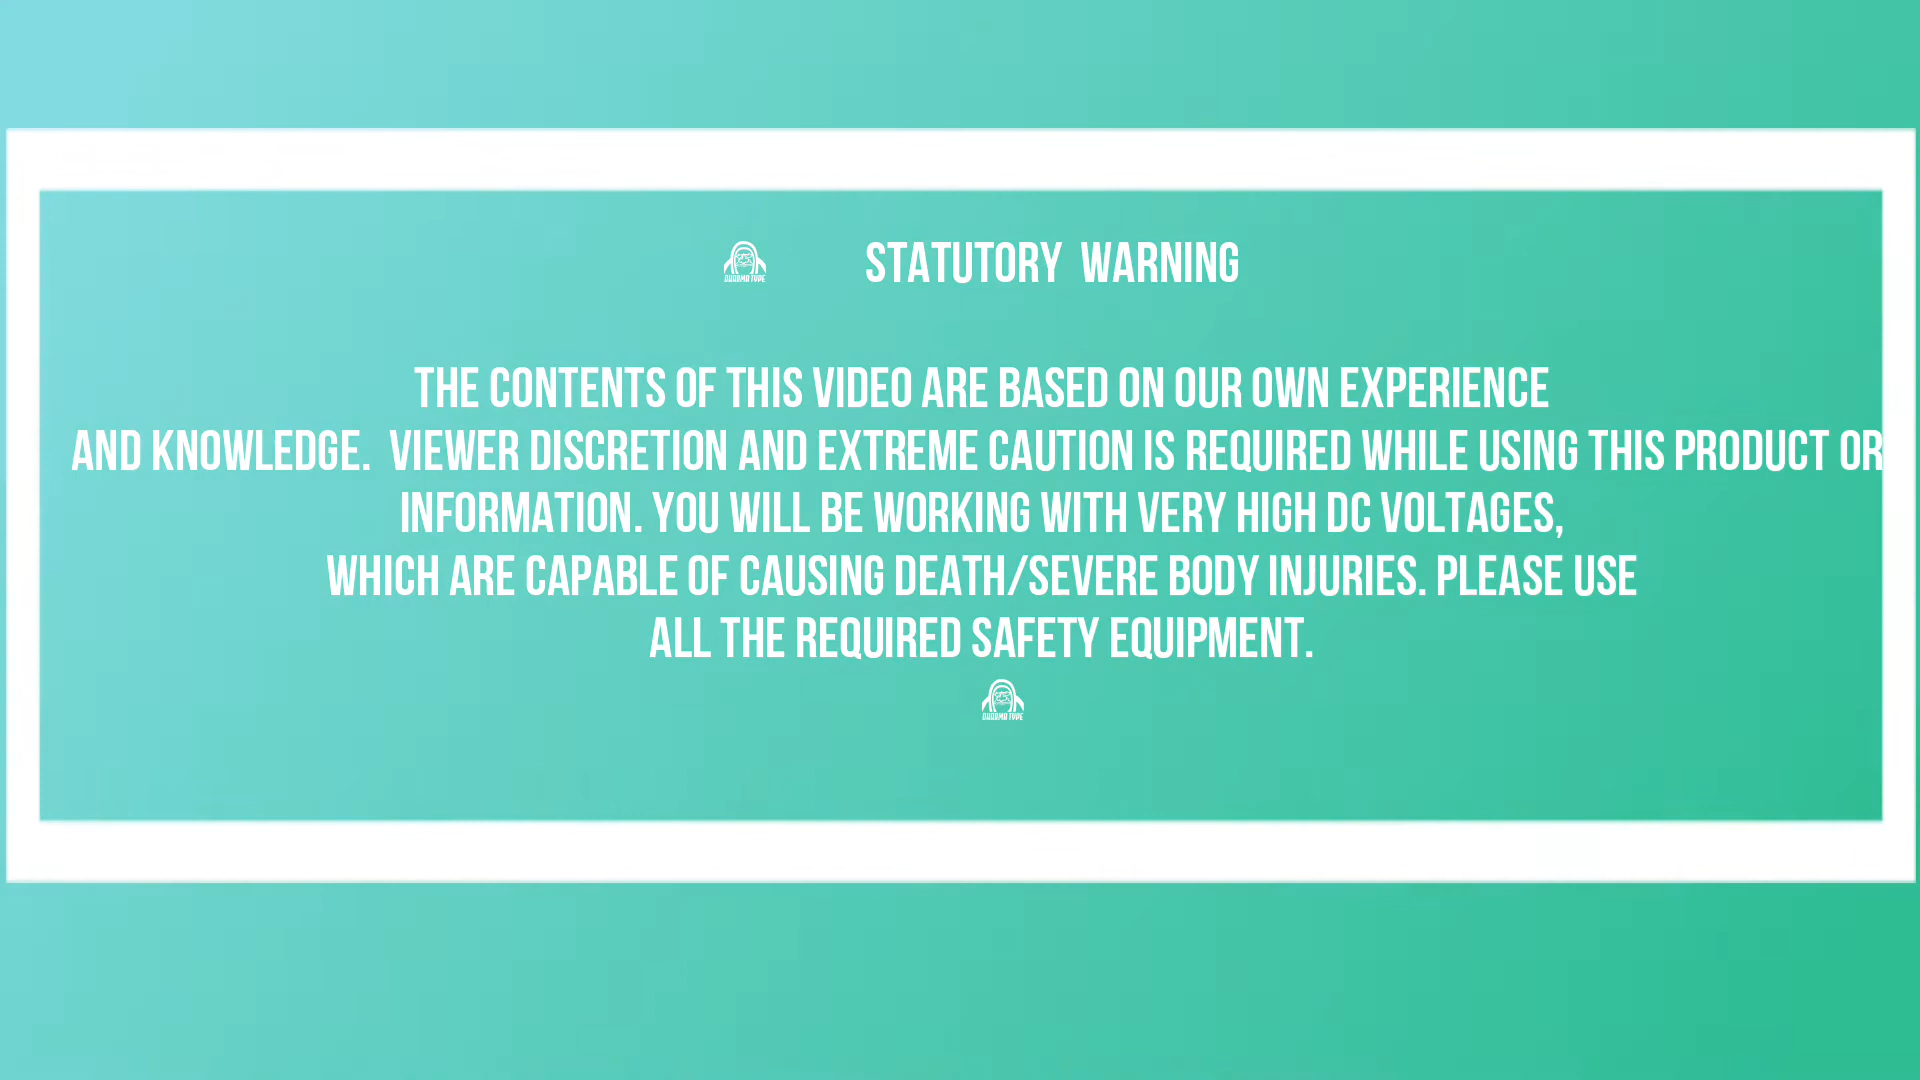 STATUTORY WARNING
THE CONTENTS OF THIS VIDEO ARE BASED ON OUR OWN EXPERIENCE
AND KNOWLEDGE. VIEWER DISCRETION AND EXTREME CAUTION IS REQUIRED WHILE USING THIS PRODUCT OR
INFORMATION. YOU WILL BE WORKING WITH VERY HIGH DC VOLTAGES,
WHICH ARE CAPABLE OF CAUSING DEATH/SEVERE BODY INJURIES. PLEASE USE
ALL THE REQUIRED SAFETY EQUIPMENT.